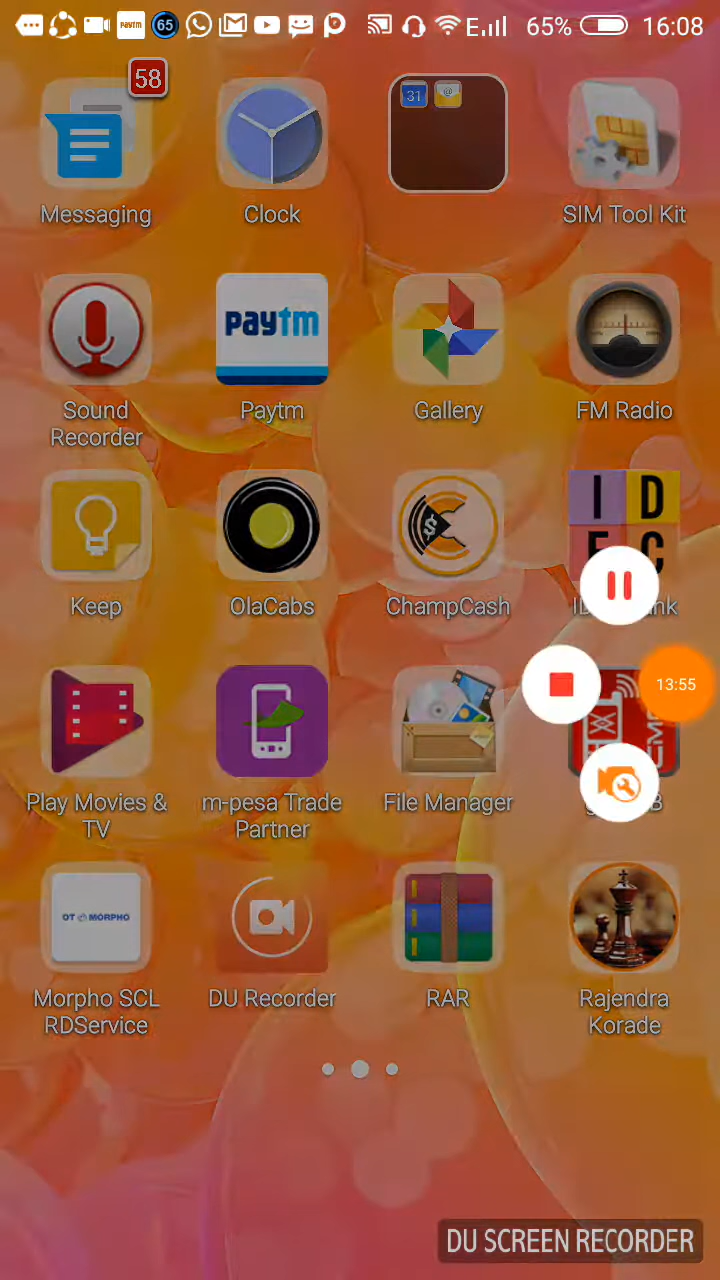 paytm
65
65%
16:08
58
31
@
Messaging
Clock
SIM Tool Kit
paytm
Sound
Recorder
Paytm
Gallery
FM Radio
$
I D
C
Keep
OlaCabs
ChampCash
13:55
Play Movies &
TV
m-pesa Trade
Partner
File Manager
OT MORPHO
Morpho SCL
RDService
DU Recorder
RAR
Rajendra
Korade
DU SCREEN RECORDER